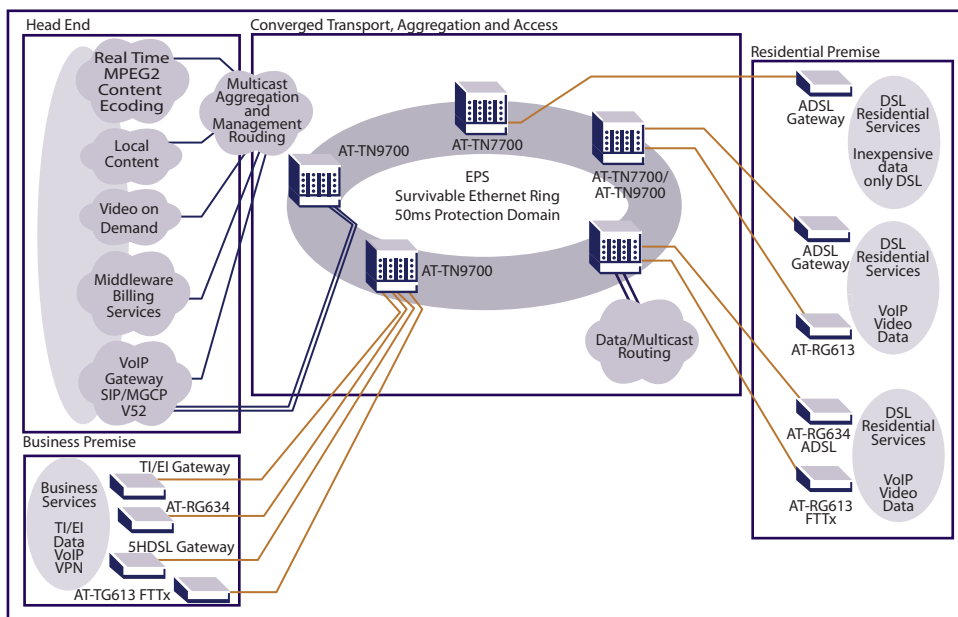 Head End
Real Time
MPEG2
Content
Ecoding
Local
Content
Video on
Demand
Middleware
Billing
Services
VoIP
Gateway
SIP/MGCP
V52
Multicast
Aggregation
and
Management
Rouding
Converged Transport, Aggregation and Access
AT-TN7700
AT-TN9700
AT-TN7700/
AT-TN9700
EPS
Survivable Ethernet Ring
50ms Protection Domain
AT-TN9700
Data/Multicast
Routing
Residential Premise
ADSL
Gateway
DSL
Residential
Services
Inexpensive
data
only DSL
ADSL
Gateway
DSL
Residential
Services
VoIP
Video
Data
AT-RG613
AT-RG634
ADSL
DSL
Residential
Services
VoIP
Video
Data
AT-RG613
FTTx
Business Premise
Business
Services
TI/EI
Data
VoIP
VPN
TI/EI Gateway
AT-RG634
5HDSL Gateway
AT-TG613 FTTx